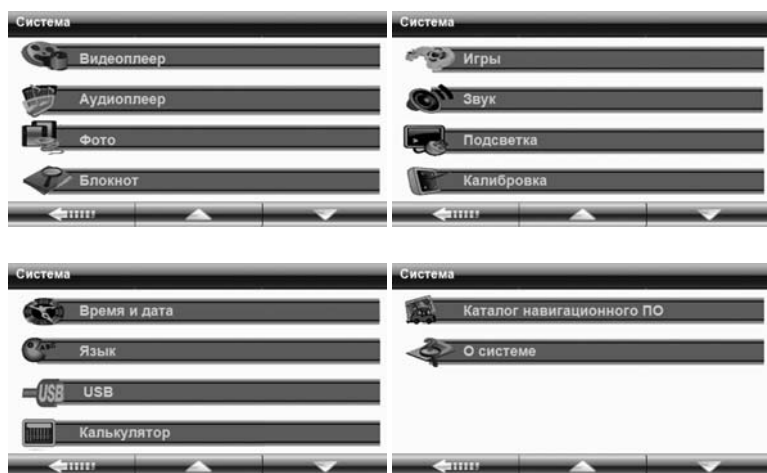 Система
Видеоплеер
Аудиоплеер
Фото
Блокнот
Система
Игры
Звук
Подсветка
Калибровка
Система
Время и дата
Язык
USB
USB
Калькулятор
Система
Каталог навигационного ПО
О системе